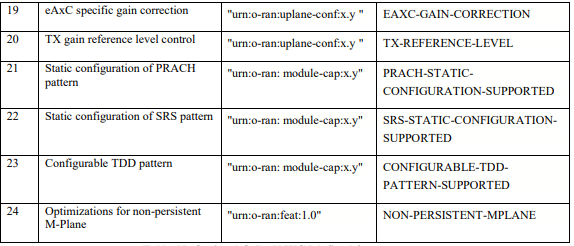 19 eAxC specific gain correction "urn:o-ran:uplane-conf:x.y " EAXC-GAIN-CORRECTION
20 TX gain reference level control "urn:o-ran:uplane-conf:x.y " TX-REFERENCE-LEVEL
21 Static configuration of PRACH "urn:o-ran: module-cap:x.y" PRACH-STATIC-
pattern CONFIGURATION-SUPPORTED
22 Static configuration of SRS pattern "urn:o-ran: module-cap:x.y" SRS-STATIC-CONFIGURATION-
SUPPORTED
23 Configurable TDD pattern "urn:o-ran: module-cap:x.y" CONFIGURABLE-TDD-
PATTERN-SUPPORTED
24 Optimizations for non-persistent "urn:o-ran:feat:1.0" NON-PERSISTENT-MPLANE
M-Plane